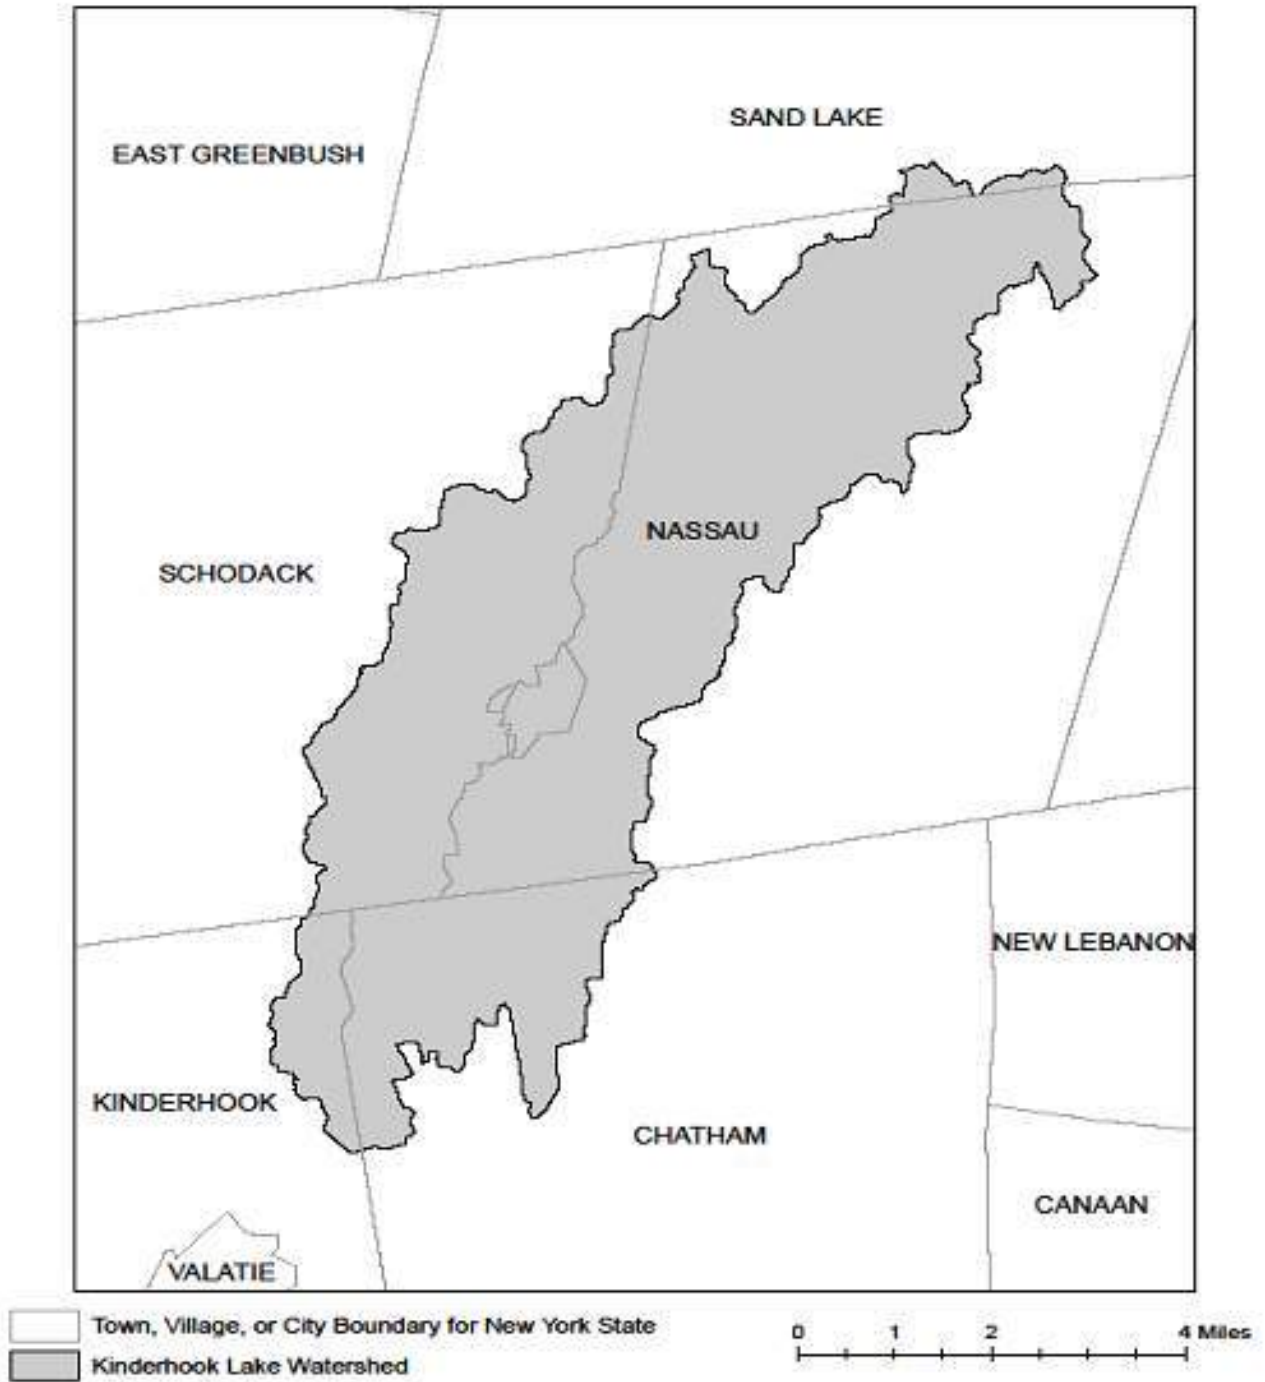 SAND LAKE
EAST GREENBUSH
NASSAU
SCHODACK
NEW LEBANON
KINDERHOOK
CHATHAM
CANAAN
VALATIE
Town, Village, or City Boundary for New York State
Kinderhook Lake Watershed
0 1 2 4 Miles